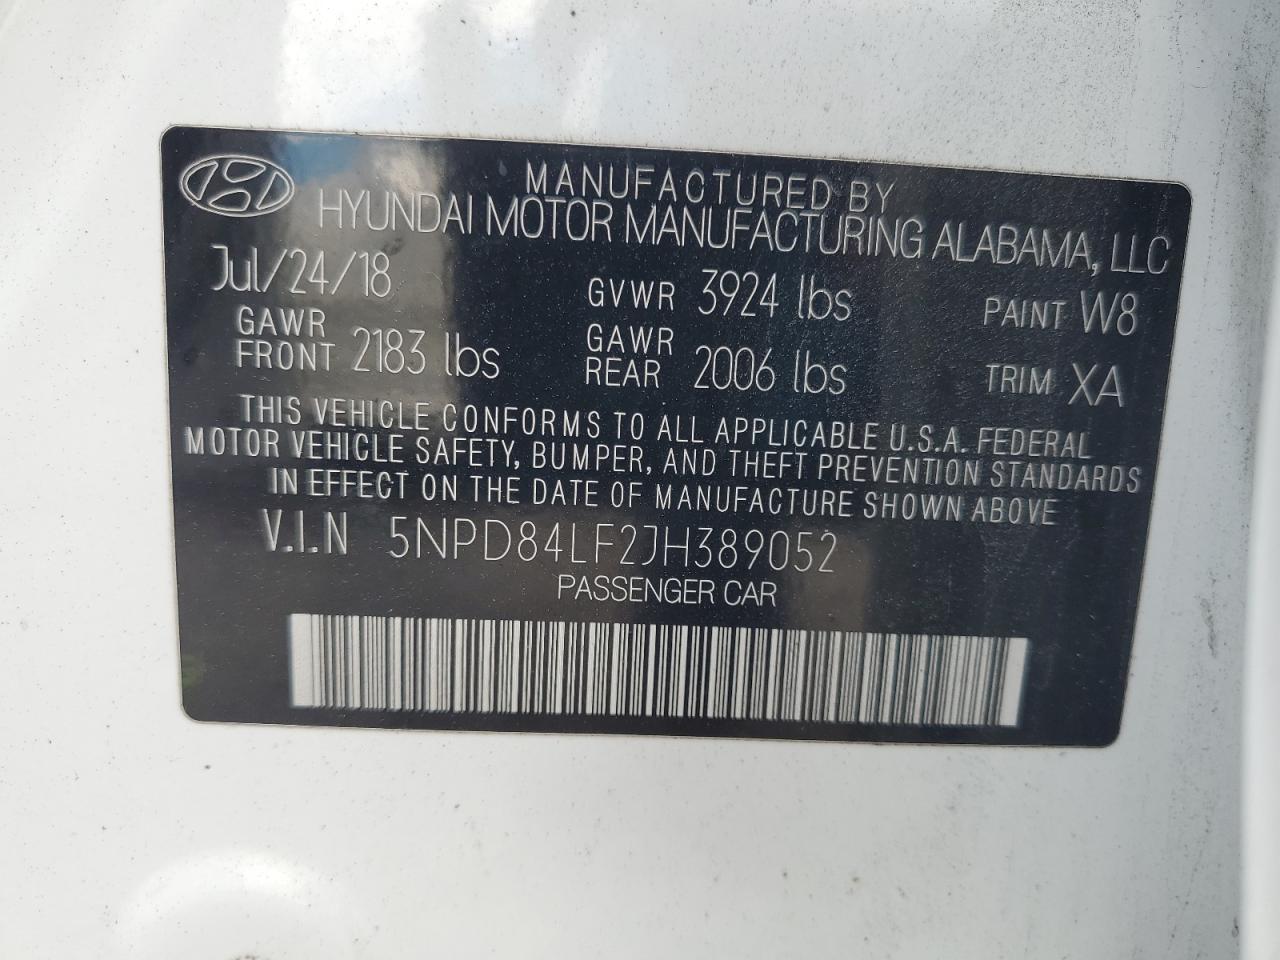 MANUFACTURED BY
HYUNDAI MOTOR MANUFACTURING ALABAMA, LLC
Jul/24/18 GVWR 3924 lbs PAINT W8
GAWR FRONT 2183 lbs GAWR REAR 2006 lbs TRIM XA
THIS VEHICLE CONFORMS TO ALL APPLICABLE U.S.A. FEDERAL
MOTOR VEHICLE SAFETY, BUMPER, AND THEFT PREVENTION STANDARDS
IN EFFECT ON THE DATE OF MANUFACTURE SHOWN ABOVE
V.I.N 5NPD84LF2JH389052
PASSENGER CAR